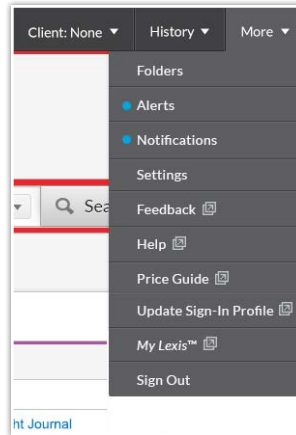 Client: None ▼ History ▼ More ▼
Folders
Alerts
Notifications
Settings
Sea
Feedback
Help
Price Guide
Update Sign-In Profile
My Lexis™
Sign Out
ht Journal